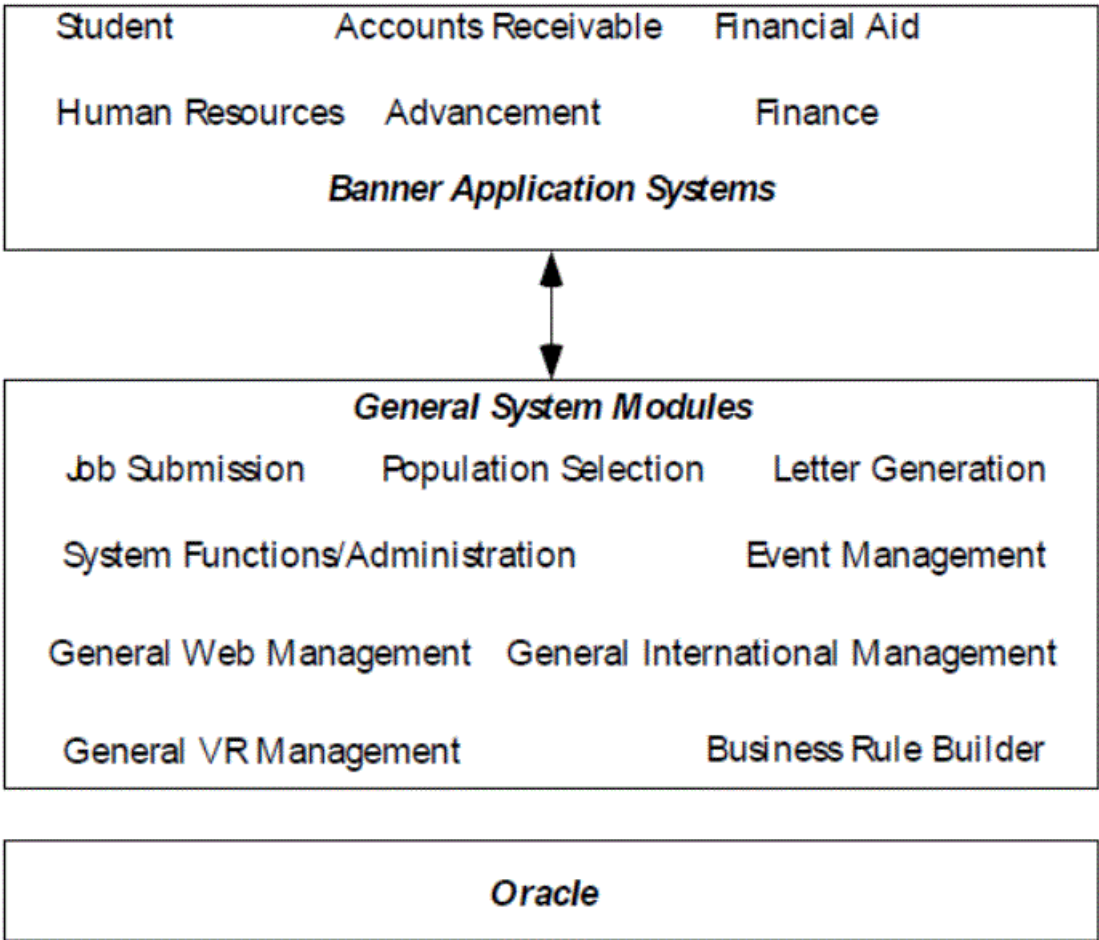 Student Accounts Receivable Financial Aid
Human Resources Advancement Finance
Banner Application Systems
General System Modules
Job Submission Population Selection Letter Generation
System Functions/Administration Event Management
General Web Management General International Management
General VR Management Business Rule Builder
Oracle